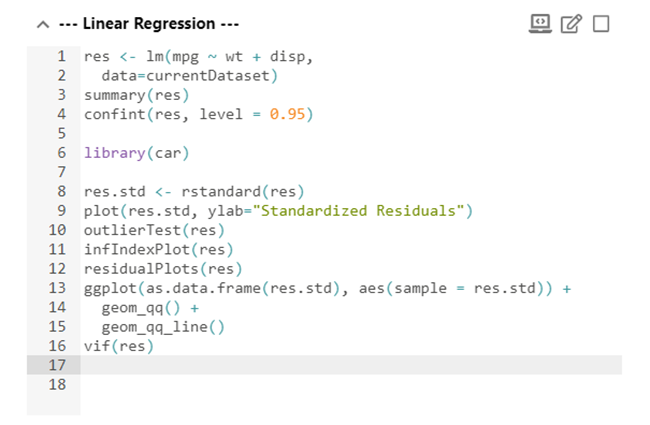 --- Linear Regression ---
1 res <- lm(mpg ~ wt + disp,
2   data=currentDataset)
3 summary(res)
4 confint(res, level = 0.95)
5
6 library(car)
7
8 res.std <- rstandard(res)
9 plot(res.std, ylab="Standardized Residuals")
10 outlierTest(res)
11 infIndexPlot(res)
12 residualPlots(res)
13 ggplot(as.data.frame(res.std), aes(sample = res.std)) +
14   geom_qq() +
15   geom_qq_line()
16 vif(res)
17
18